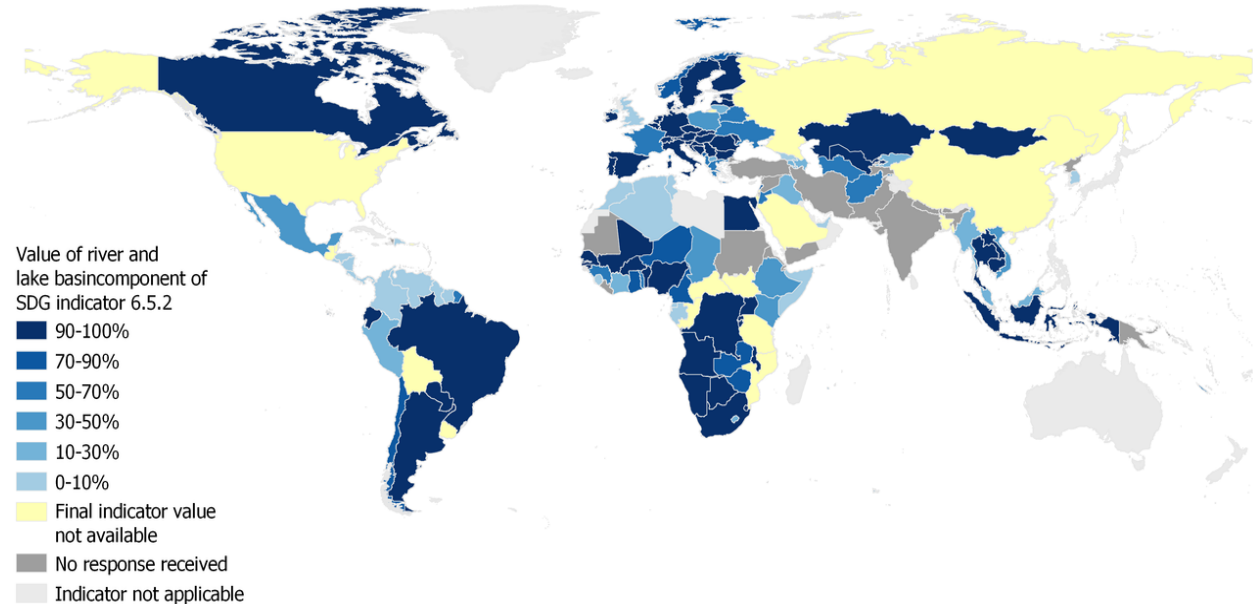 Value of river and
lake basincomponent of
SDG indicator 6.5.2
90-100%
70-90%
50-70%
30-50%
10-30%
0-10%
Final indicator value
not available
No response received
Indicator not applicable